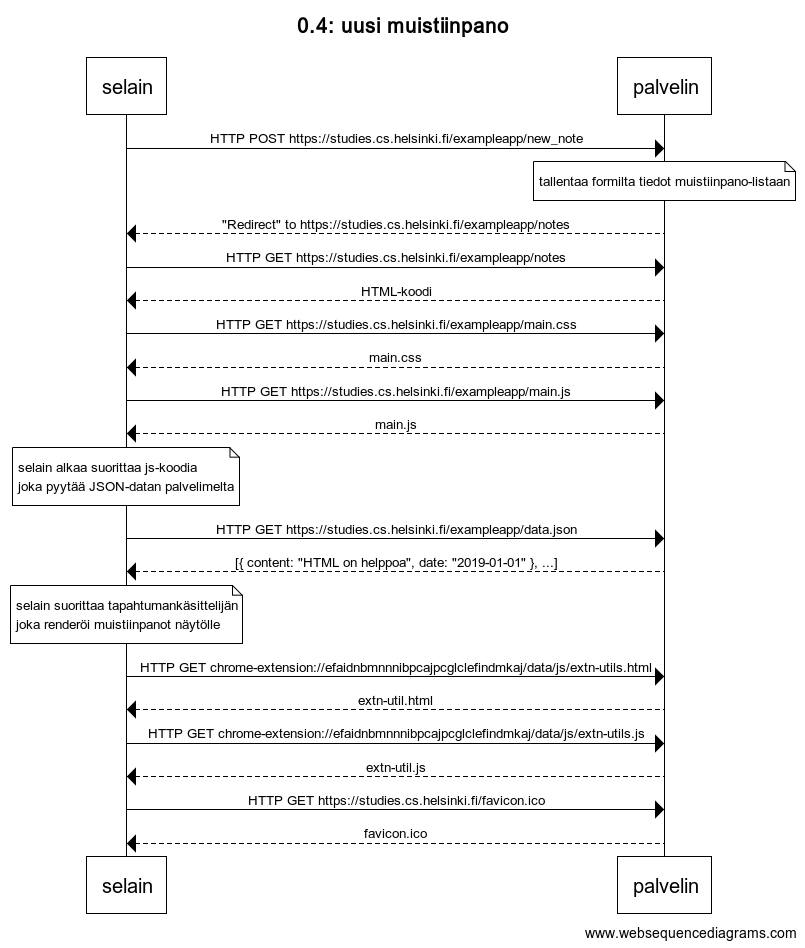 0.4: uusi muistiinpano
selain
palvelin
HTTP POST https://studies.cs.helsinki.fi/exampleapp/new_note
tallentaa formilta tiedot muistiinpano-listaan
"Redirect" to https://studies.cs.helsinki.fi/exampleapp/notes
HTTP GET https://studies.cs.helsinki.fi/exampleapp/notes
HTML-koodi
HTTP GET https://studies.cs.helsinki.fi/exampleapp/main.css
main.css
HTTP GET https://studies.cs.helsinki.fi/exampleapp/main.js
main.js
selain alkaa suorittaa js-koodia
joka pyytää JSON-datan palvelimelta
HTTP GET https://studies.cs.helsinki.fi/exampleapp/data.json
[{ content: "HTML on helppoa", date: "2019-01-01" }, ...]
selain suorittaa tapahtumankäsittelijän
joka renderöi muistiinpanot näytölle
HTTP GET chrome-extension://efaidnbmnnnibpcajpcglclefindmkaj/data/js/extn-utils.html
extn-util.html
HTTP GET chrome-extension://efaidnbmnnnibpcajpcglclefindmkaj/data/js/extn-utils.js
extn-util.js
HTTP GET https://studies.cs.helsinki.fi/favicon.ico
favicon.ico
selain
palvelin
www.websequencediagrams.com